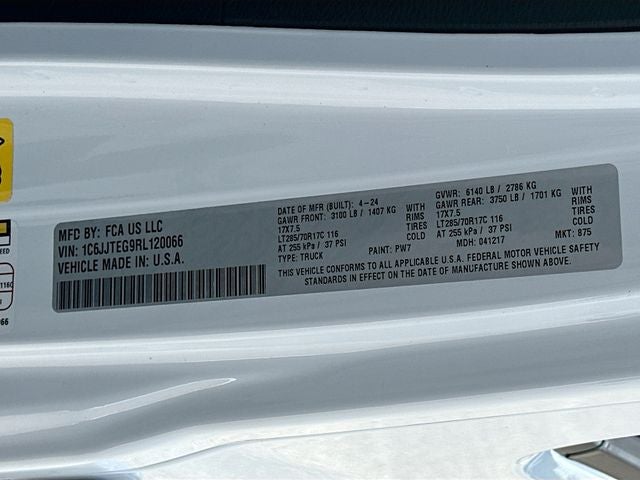 MFD BY: FCA US LLC
VIN: 1C6JJTEG9RL120066
VEHICLE MADE IN: U.S.A.
DATE OF MFR (BUILT): 4-24
GAWR FRONT: 3100 LB / 1407 KG WITH
17X7.5 RIMS
LT285/70R17C 116 TIRES
AT 255 kPa / 37 PSI COLD
TYPE: TRUCK PAINT: PW7
GVWR: 6140 LB / 2786 KG
GAWR REAR: 3750 LB / 1701 KG WITH
17X7.5 RIMS
LT285/70R17C 116 TIRES
AT 255 kPa / 37 PSI COLD
MDH: 041217 MKT: 875
THIS VEHICLE CONFORMS TO ALL APPLICABLE U.S.A. FEDERAL MOTOR VEHICLE SAFETY
STANDARDS IN EFFECT ON THE DATE OF MANUFACTURE SHOWN ABOVE.